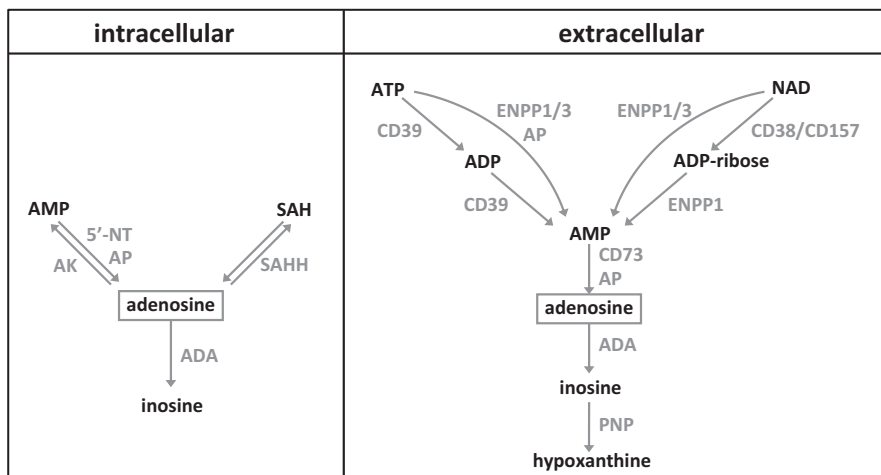 intracellular
AMP
SAH
5’-NT
AP
AK
SAHH
adenosine
ADA
inosine
extracellular
ATP
NAD
ENPP1/3
AP
ENPP1/3
CD39
CD38/CD157
ADP
ADP-ribose
CD39
ENPP1
AMP
CD73
AP
adenosine
ADA
inosine
PNP
hypoxanthine